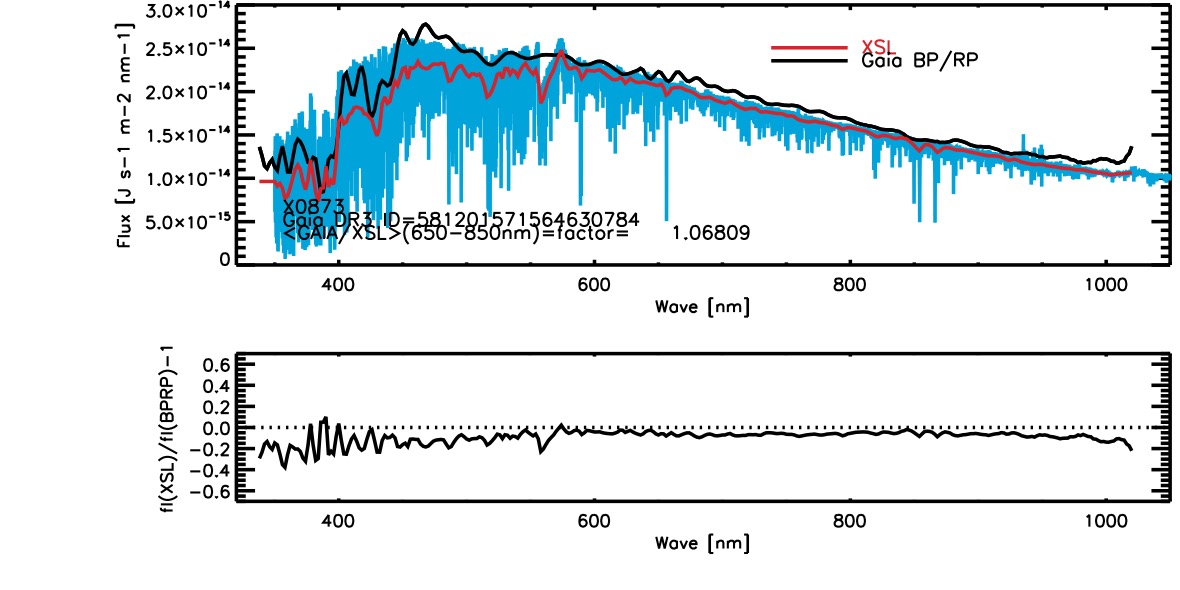 3.0×10−14
2.5×10−14
2.0×10−14
1.5×10−14
1.0×10−14
5.0×10−15
0
Flux [J s−1 m−2 nm−1]
XSL
Gaia BP/RP
X0873
Gaia DR3 ID=5812015715646307​84
<GAIA/XSL>(650−850nm)=factor= 1.06809
400 600 800 1000
Wave [nm]
0.6
0.4
0.2
0.0
−0.2
−0.4
−0.6
fl(XSL)/fl(BPRP)−1
400 600 800 1000
Wave [nm]